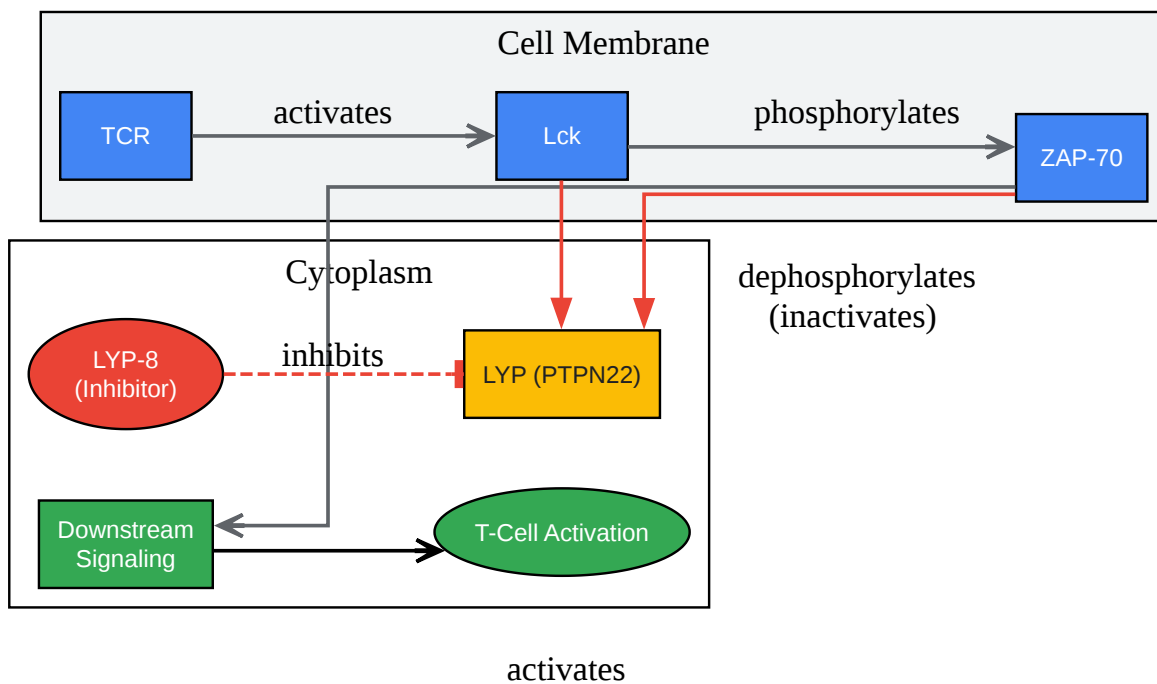 Cell Membrane
activates
phosphorylates
TCR
Lck
ZAP-70
Cytoplasm
dephosphorylates
(inactivates)
LYP-8
(Inhibitor)
inhibits
LYP (PTPN22)
Downstream
Signaling
T-Cell Activation
activates